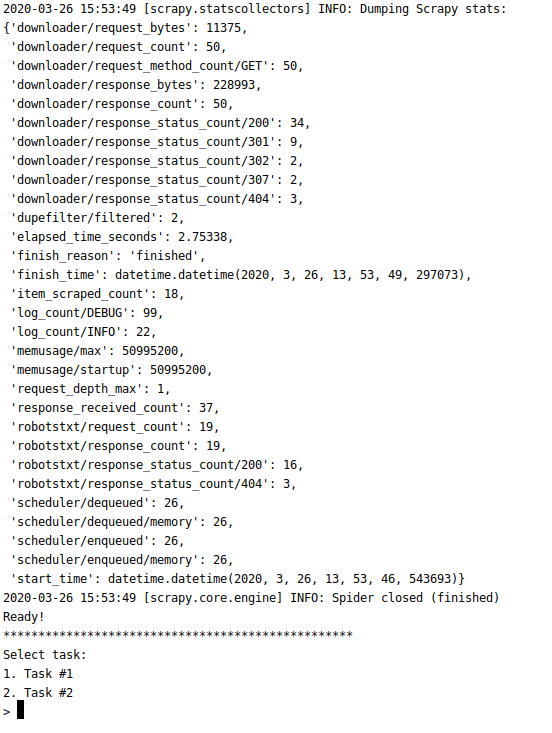 2020-03-26 15:53:49 [scrapy.statscollectors] INFO: Dumping Scrapy stats:
{'downloader/request_bytes': 11375,
'downloader/request_count': 50,
'downloader/request_method_count/GET': 50,
'downloader/response_bytes': 228993,
'downloader/response_count': 50,
'downloader/response_status_count/200': 34,
'downloader/response_status_count/301': 9,
'downloader/response_status_count/302': 2,
'downloader/response_status_count/307': 2,
'downloader/response_status_count/404': 3,
'dupefilter/filtered': 2,
'elapsed_time_seconds': 2.75338,
'finish_reason': 'finished',
'finish_time': datetime.datetime(2020, 3, 26, 13, 53, 49, 297073),
'item_scraped_count': 18,
'log_count/DEBUG': 99,
'log_count/INFO': 22,
'memusage/max': 50995200,
'memusage/startup': 50995200,
'request_depth_max': 1,
'response_received_count': 37,
'robotstxt/request_count': 19,
'robotstxt/response_count': 19,
'robotstxt/response_status_count/200': 16,
'robotstxt/response_status_count/404': 3,
'scheduler/dequeued': 26,
'scheduler/dequeued/memory': 26,
'scheduler/enqueued': 26,
'scheduler/enqueued/memory': 26,
'start_time': datetime.datetime(2020, 3, 26, 13, 53, 46, 543693)}
2020-03-26 15:53:49 [scrapy.core.engine] INFO: Spider closed (finished)
Ready!
**************************************************
Select task:
1. Task #1
2. Task #2
>